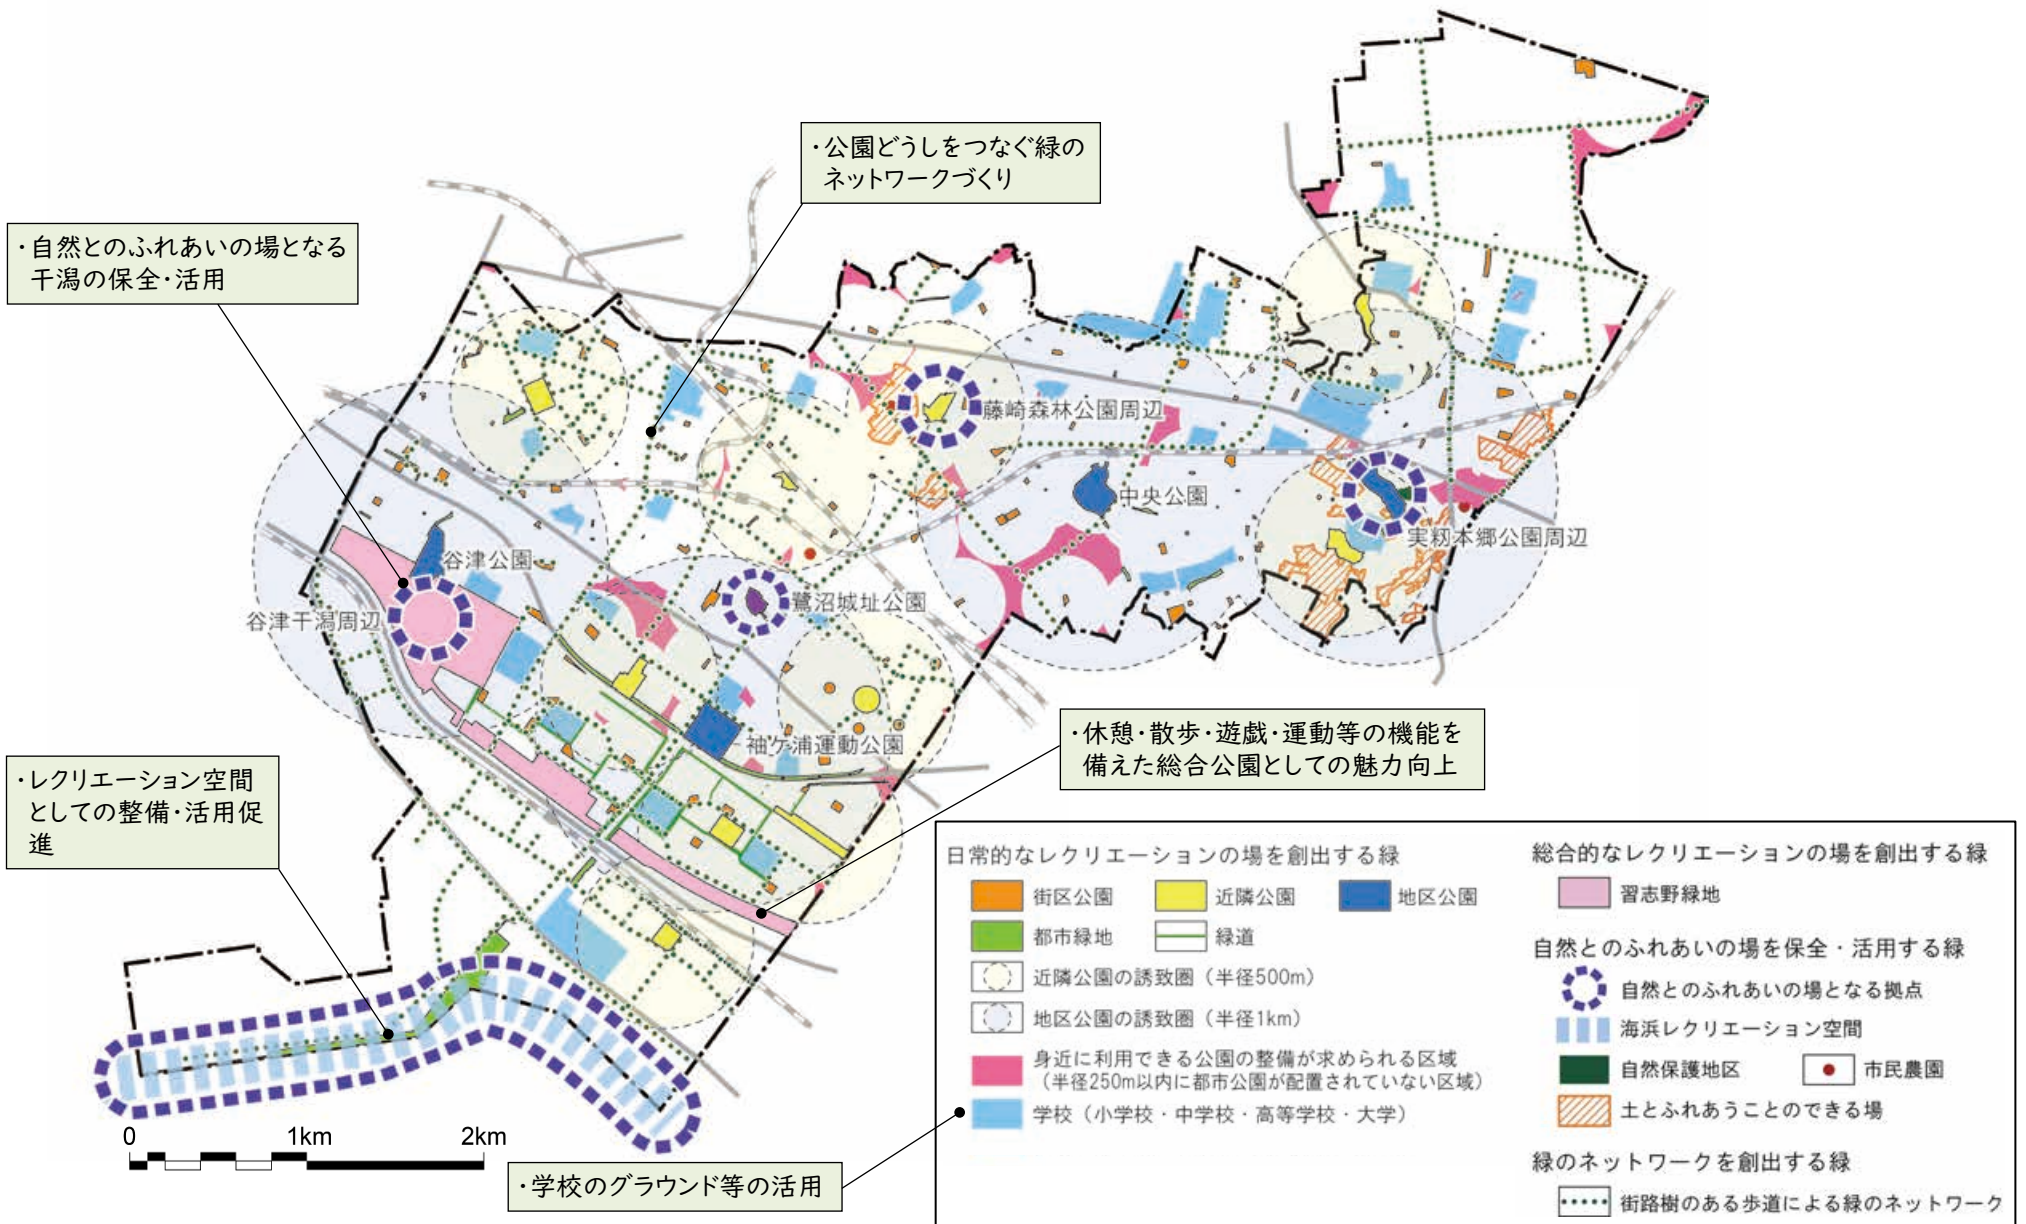 ・公園どうしをつなぐ緑の
ネットワークづくり
・自然とのふれあいの場となる
干潟の保全・活用
藤崎森林公園周辺
中央公園
実籾本郷公園周辺
谷津公園
鷺沼城址公園
谷津干潟周辺
袖ケ浦運動公園
・休憩・散歩・遊戯・運動等の機能を
備えた総合公園としての魅力向上
・レクリエーション空間
としての整備・活用促
進
0 1km 2km
・学校のグラウンド等の活用
日常的なレクリエーションの場を創出する緑
街区公園 近隣公園 地区公園
都市緑地 緑道
近隣公園の誘致圏（半径500m）
地区公園の誘致圏（半径1km）
身近に利用できる公園の整備が求められる区域
（半径250m以内に都市公園が配置されていない区域）
学校（小学校・中学校・高等学校・大学）
総合的なレクリエーションの場を創出する緑
習志野緑地
自然とのふれあいの場を保全・活用する緑
自然とのふれあいの場となる拠点
海浜レクリエーション空間
自然保護地区 市民農園
土とふれあうことのできる場
緑のネットワークを創出する緑
街路樹のある歩道による緑のネットワーク